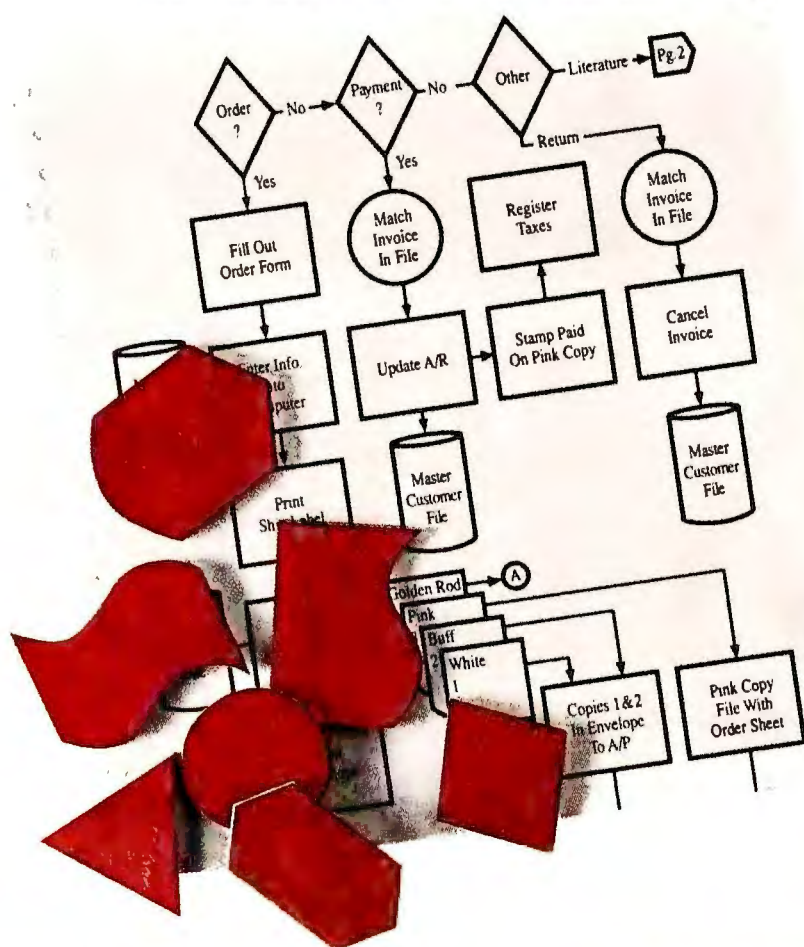 Order
?
No
Payment
?
No
Other
Literature
Pg.2
Return
Yes
Yes
Fill Out
Order Form
Match
Invoice
In File
Register
Taxes
Match
Invoice
In File
Enter Info
Update A/R
Stamp Paid
On Pink Copy
Cancel
Invoice
Print
Label
Master
Customer
File
Master
Customer
File
Golden Rod
A
Pink
Buff
2
White
1
Copies 1&2
In Envelope
To A/P
Pink Copy
File With
Order Sheet